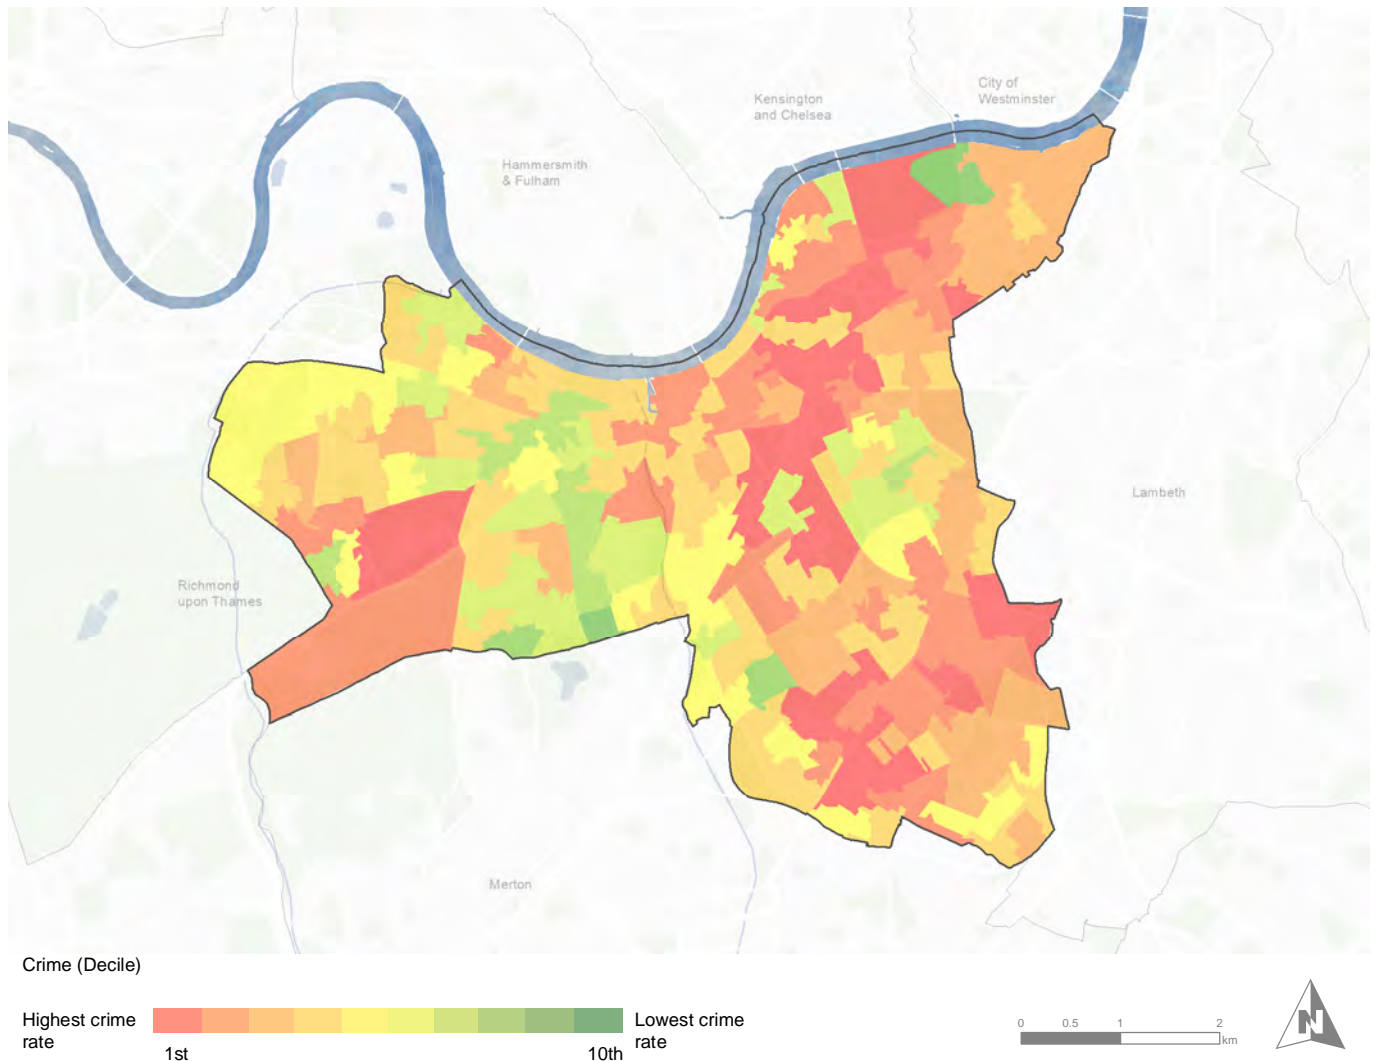 City of
Westminster
Kensington
and Chelsea
Hammersmith
& Fulham
Lambeth
Richmond
upon Thames
Merton
Crime (Decile)
Highest crime
rate
1st
10th
Lowest crime
rate
0 0.5 1 2
km
N